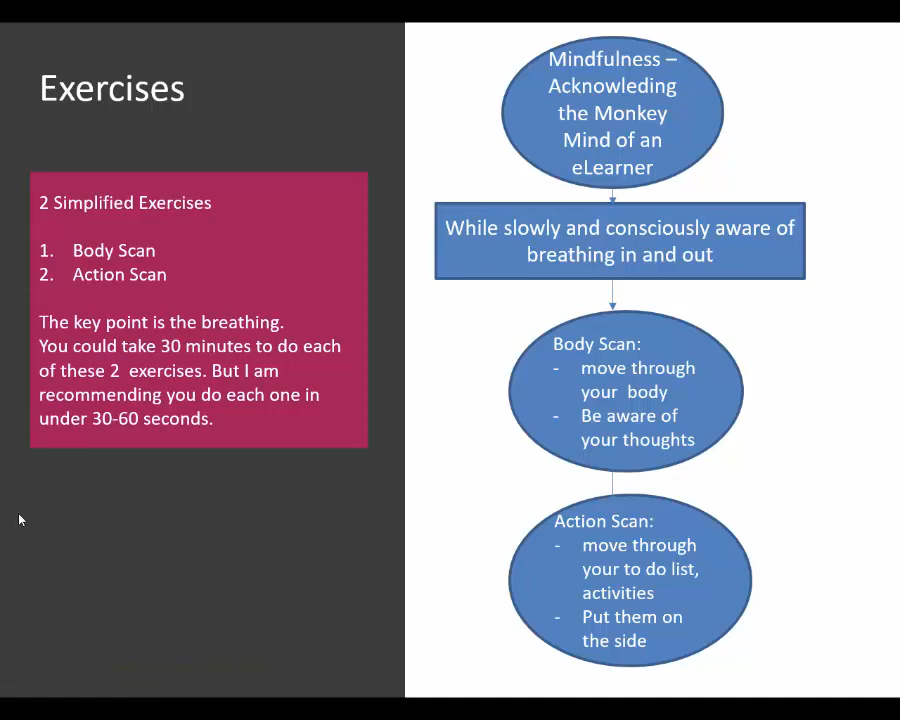 Exercises
2 Simplified Exercises
1. Body Scan
2. Action Scan
The key point is the breathing.
You could take 30 minutes to do each
of these 2 exercises. But I am
recommending you do each one in
under 30-60 seconds.
Mindfulness –
Acknowleding
the Monkey
Mind of an
eLearner
While slowly and consciously aware of
breathing in and out
Body Scan:
- move through
your body
- Be aware of
your thoughts
Action Scan:
- move through
your to do list,
activities
- Put them on
the side